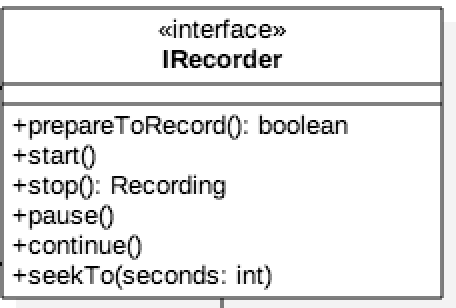 «interface»
IRecorder
+prepareToRecord(): boolean
+start()
+stop(): Recording
+pause()
+continue()
+seekTo(seconds: int)